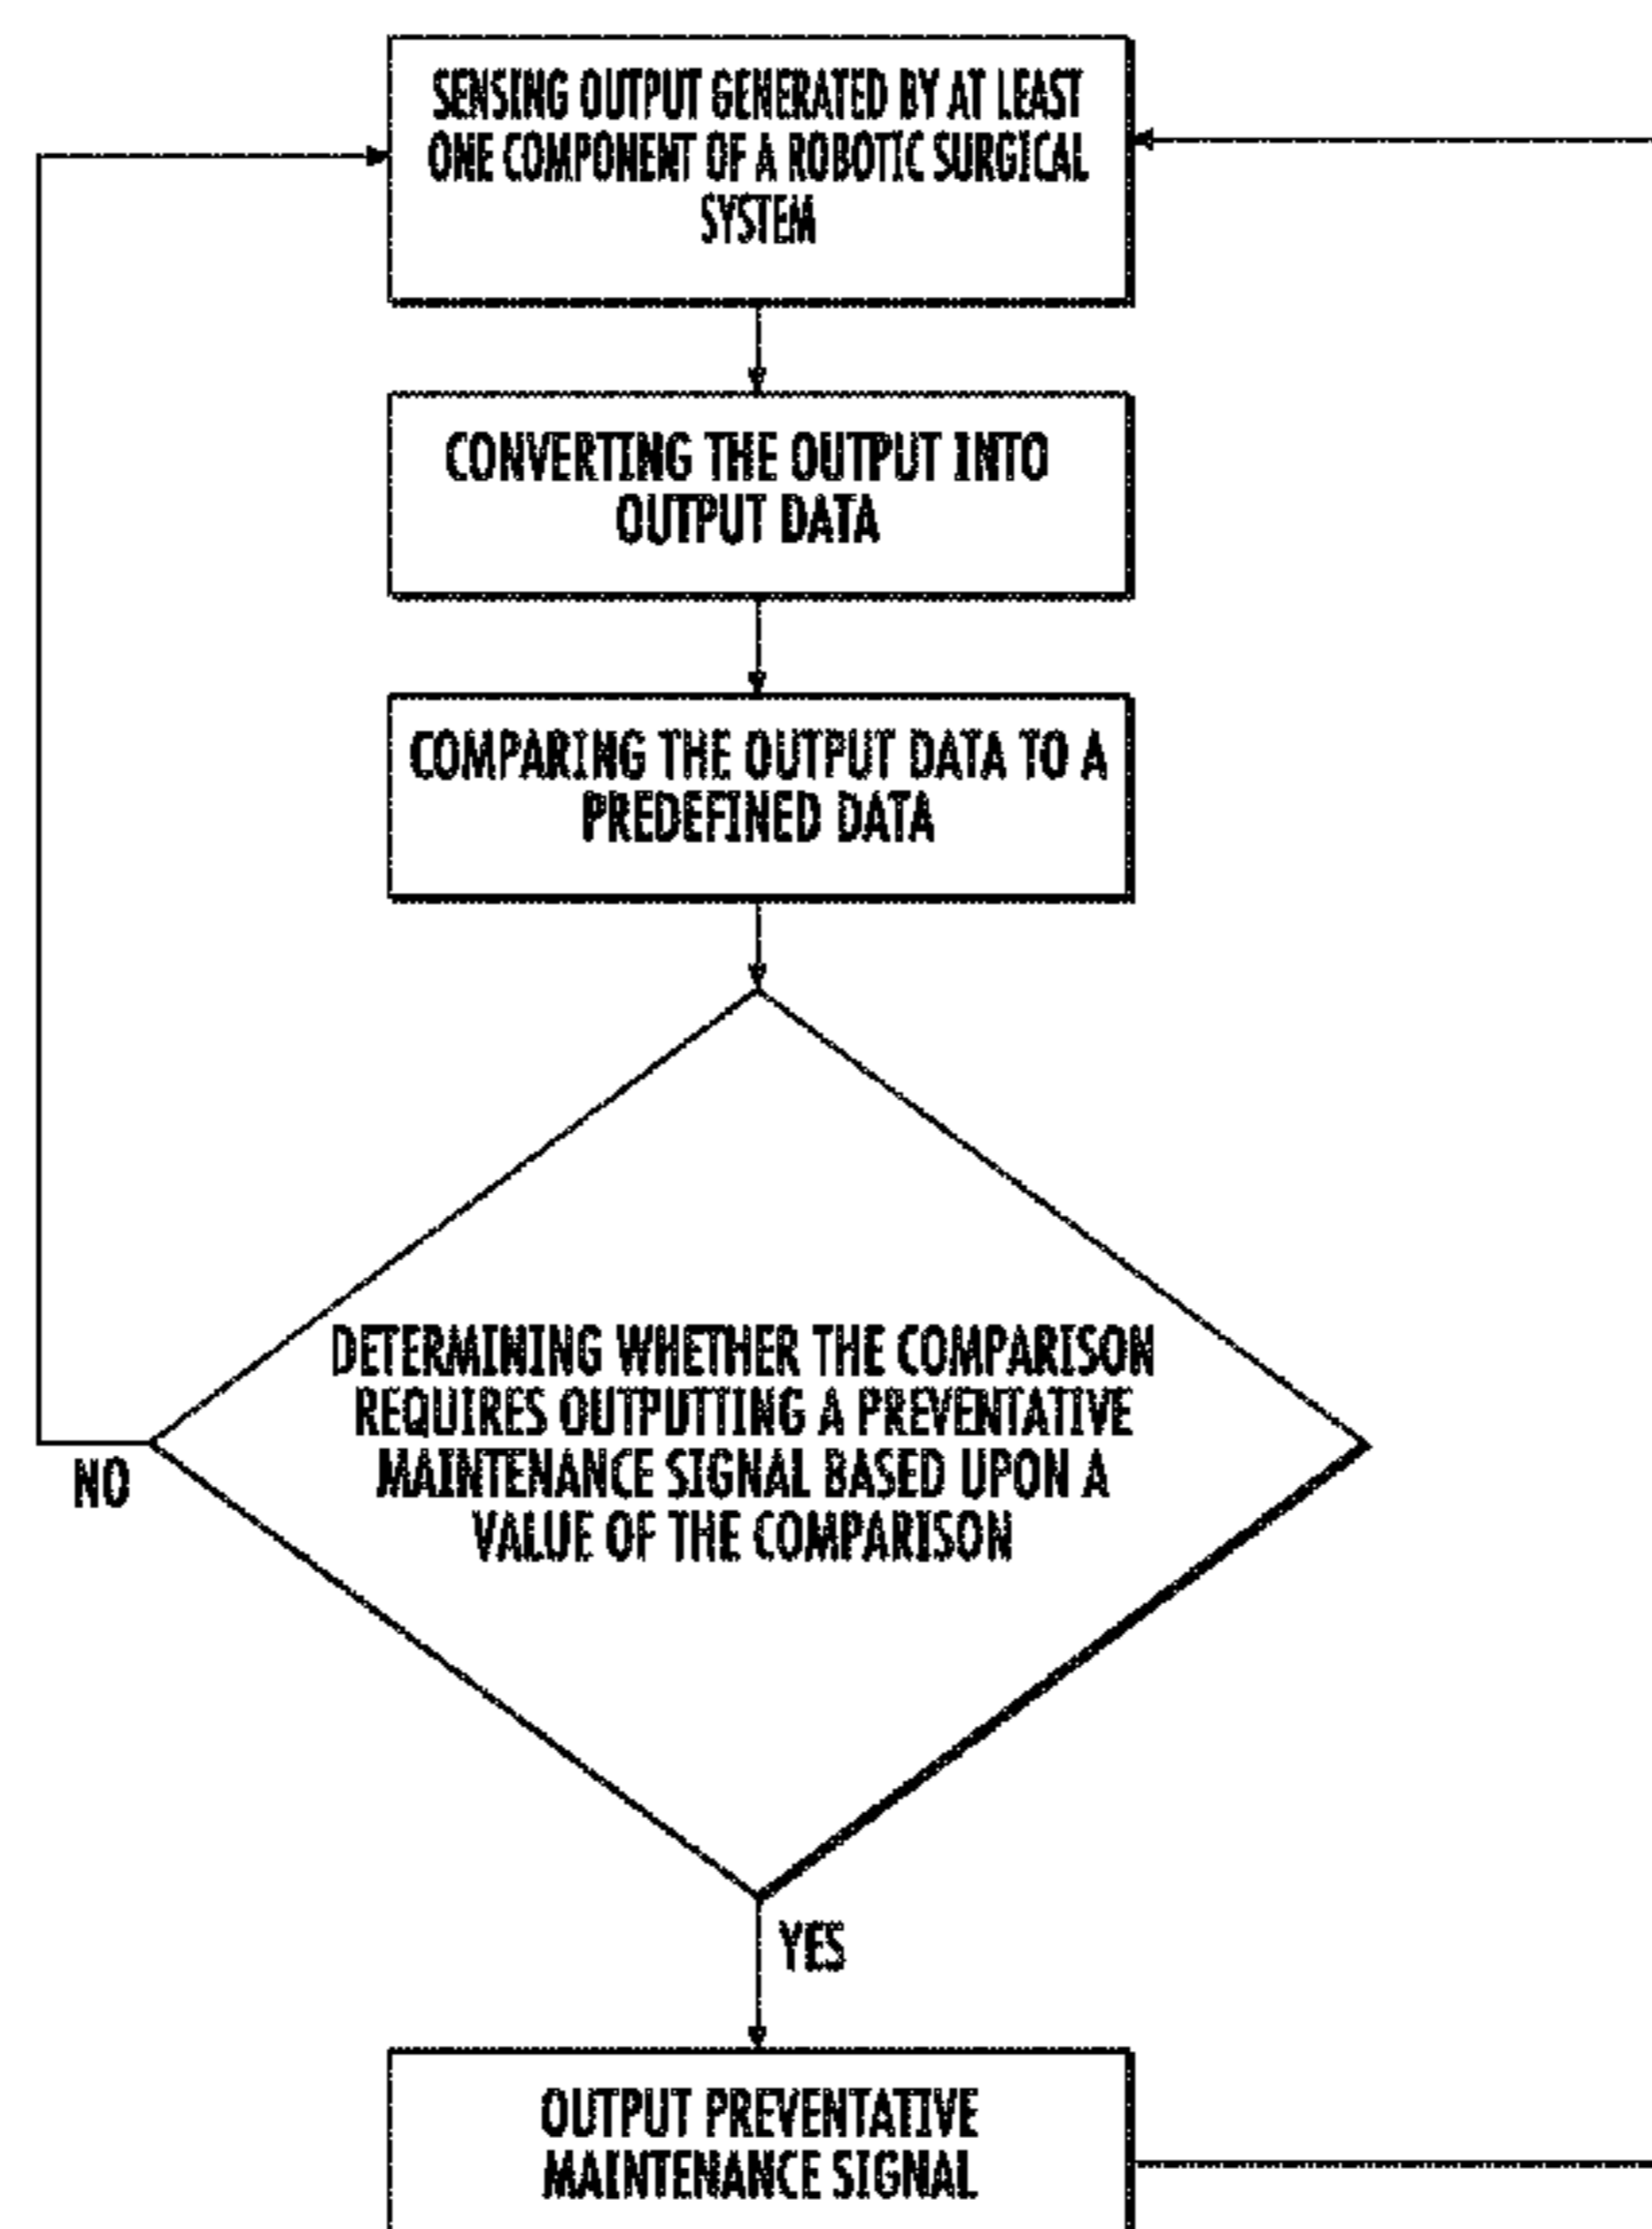 SENSING OUTPUT GENERATED BY AT LEAST
ONE COMPONENT OF A ROBOTIC SURGICAL
SYSTEM
CONVERTING THE OUTPUT INTO
OUTPUT DATA
COMPARING THE OUTPUT DATA TO A
PREDEFINED DATA
DETERMINING WHETHER THE COMPARISON
REQUIRES OUTPUTTING A PREVENTATIVE
MAINTENANCE SIGNAL BASED UPON A
VALUE OF THE COMPARISON
NO
YES
OUTPUT PREVENTATIVE
MAINTENANCE SIGNAL